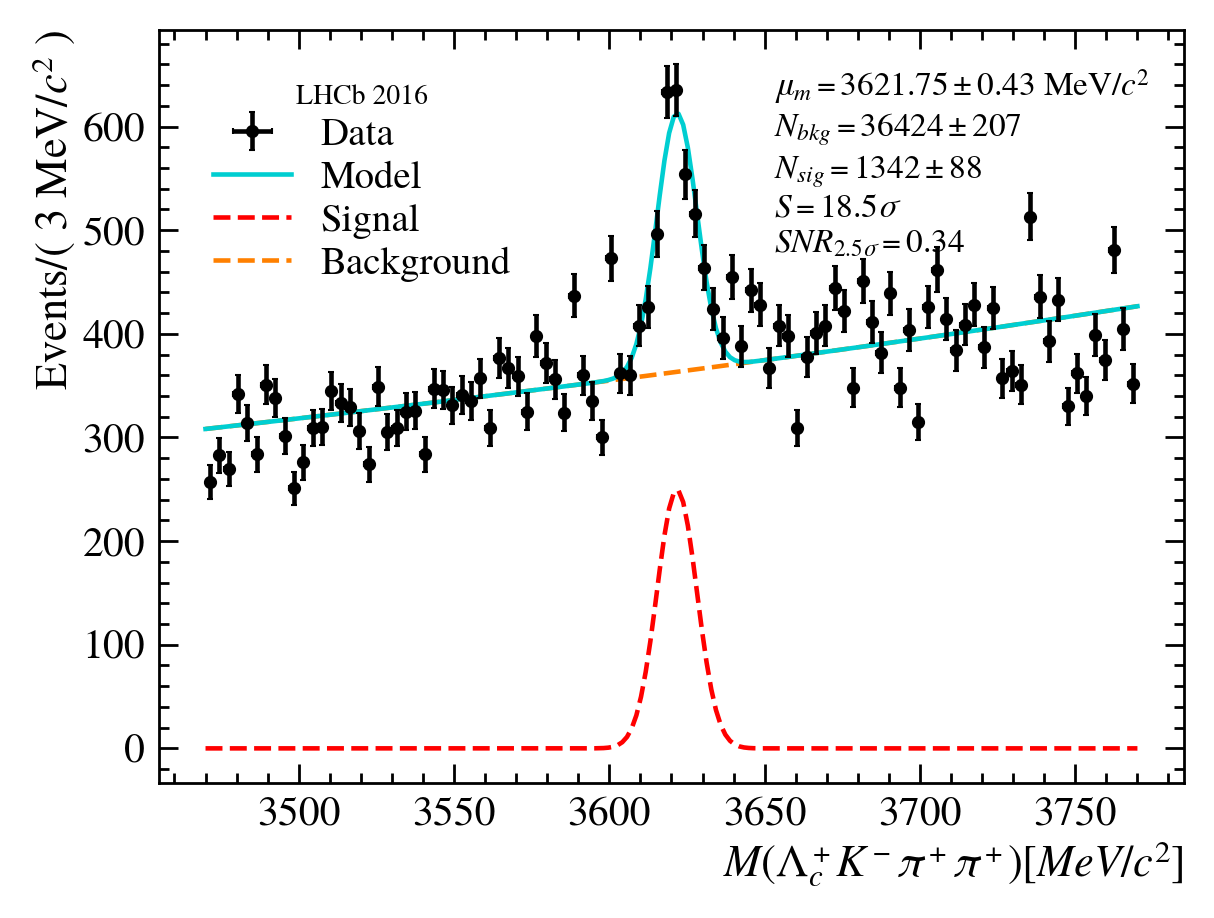 Events/( 3 MeV/c² )
LHCb 2016
Data
Model
Signal
Background
μₘ = 3621.75 ± 0.43 MeV/c²
N_bkg = 36424 ± 207
N_sig = 1342 ± 88
S = 18.5σ
SNR_2.5σ = 0.34
600
500
400
300
200
100
0
3500 3550 3600 3650 3700 3750
M(Λ_c⁺ K⁻ π⁺ π⁺)[MeV/c²]